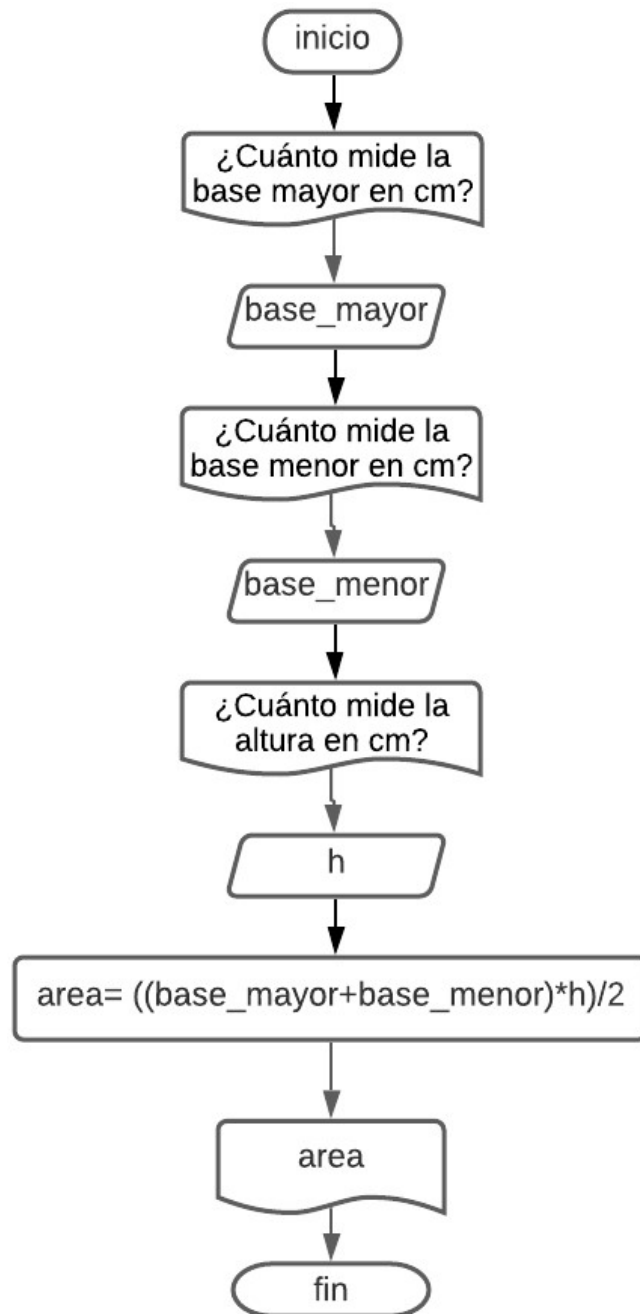 inicio
¿Cuánto mide la
base mayor en cm?
base_mayor
¿Cuánto mide la
base menor en cm?
base_menor
¿Cuánto mide la
altura en cm?
h
area= ((base_mayor+base_menor)*h)/2
area
fin